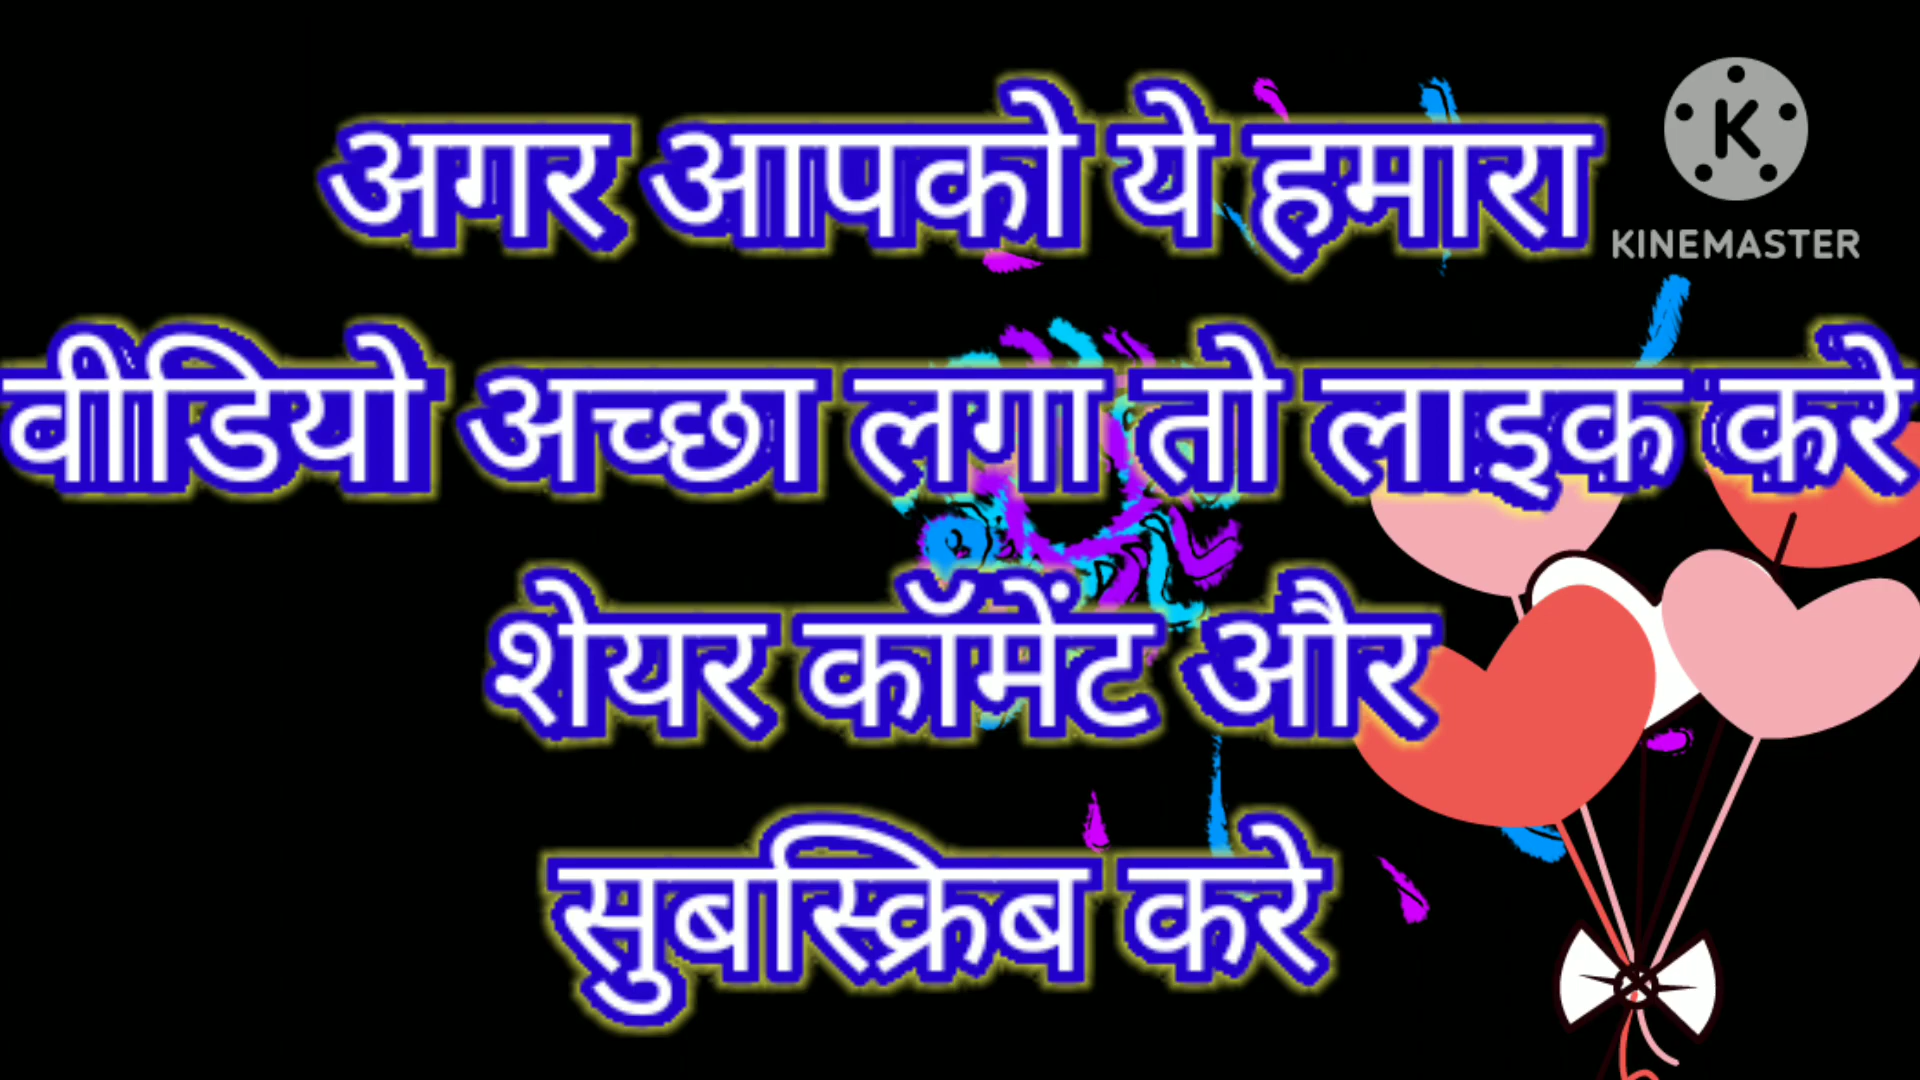 अगर आपको ये हमारा
वीडियो अच्छा लगा तो लाइक करे
शेयर कॉमेंट और
सुबस्क्रिब करे
K
KINEMASTER